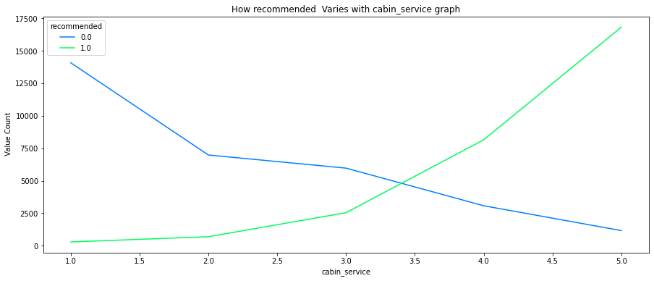 How recommended  Varies with cabin_service graph
recommended
0.0
1.0
Value Count
17500
15000
12500
10000
7500
5000
2500
0
1.0 1.5 2.0 2.5 3.0 3.5 4.0 4.5 5.0
cabin_service